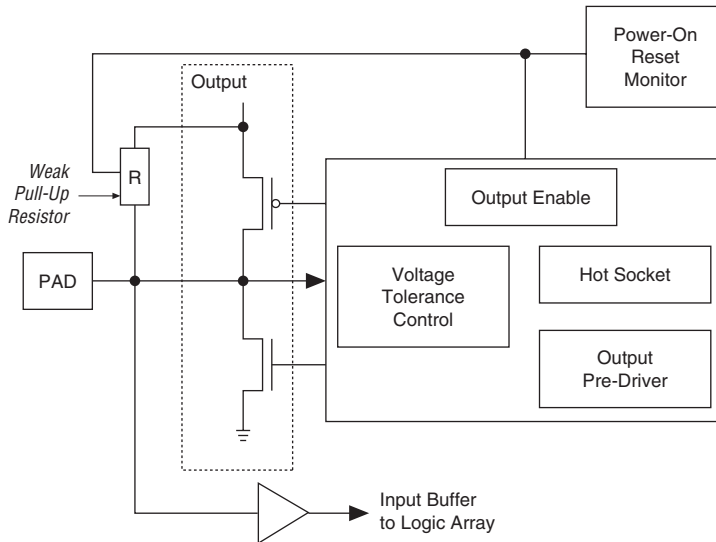 Power-On
Reset
Monitor
Output
Weak
Pull-Up
Resistor
R
Output Enable
PAD
Voltage
Tolerance
Control
Hot Socket
Output
Pre-Driver
Input Buffer
to Logic Array